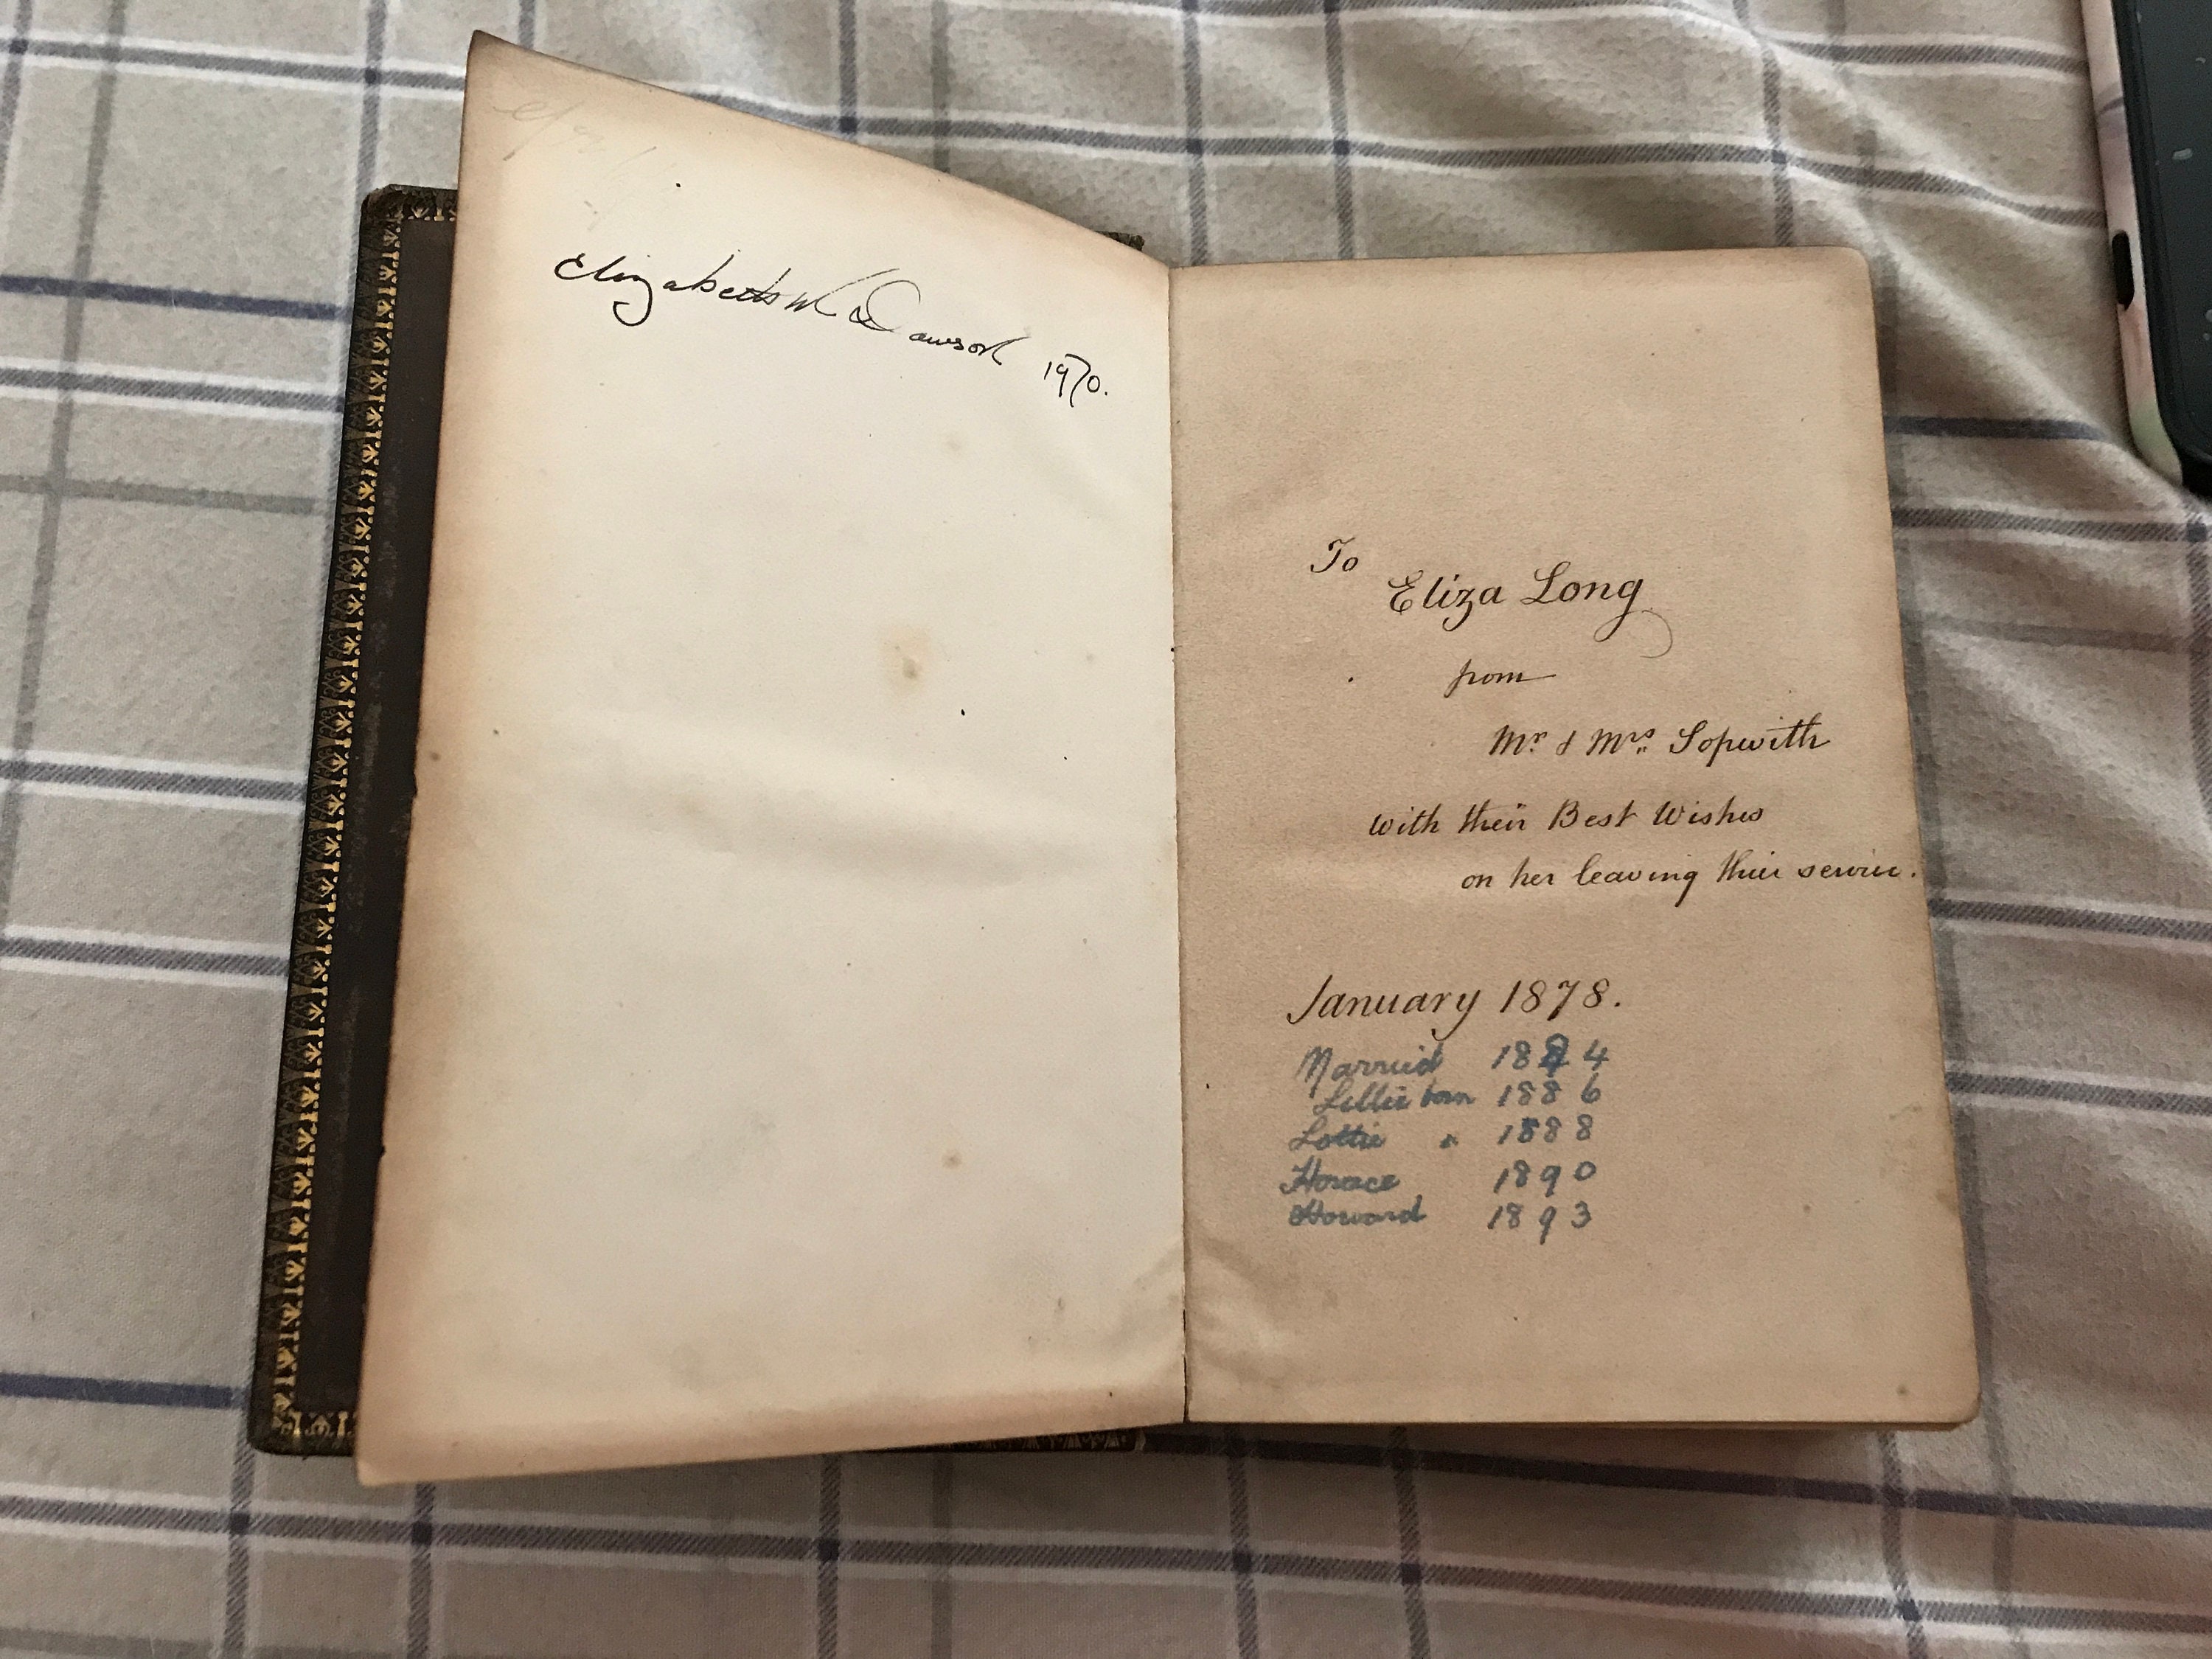 Elizabeth Dawson 1970.
To
Eliza Long
from
Mr & Mrs Sopwith
with their Best Wishes
on her leaving their service.
January 1878.
Married 1884
Lillie born 1886
Lottie " 1888
Horace 1890
Howard 1893